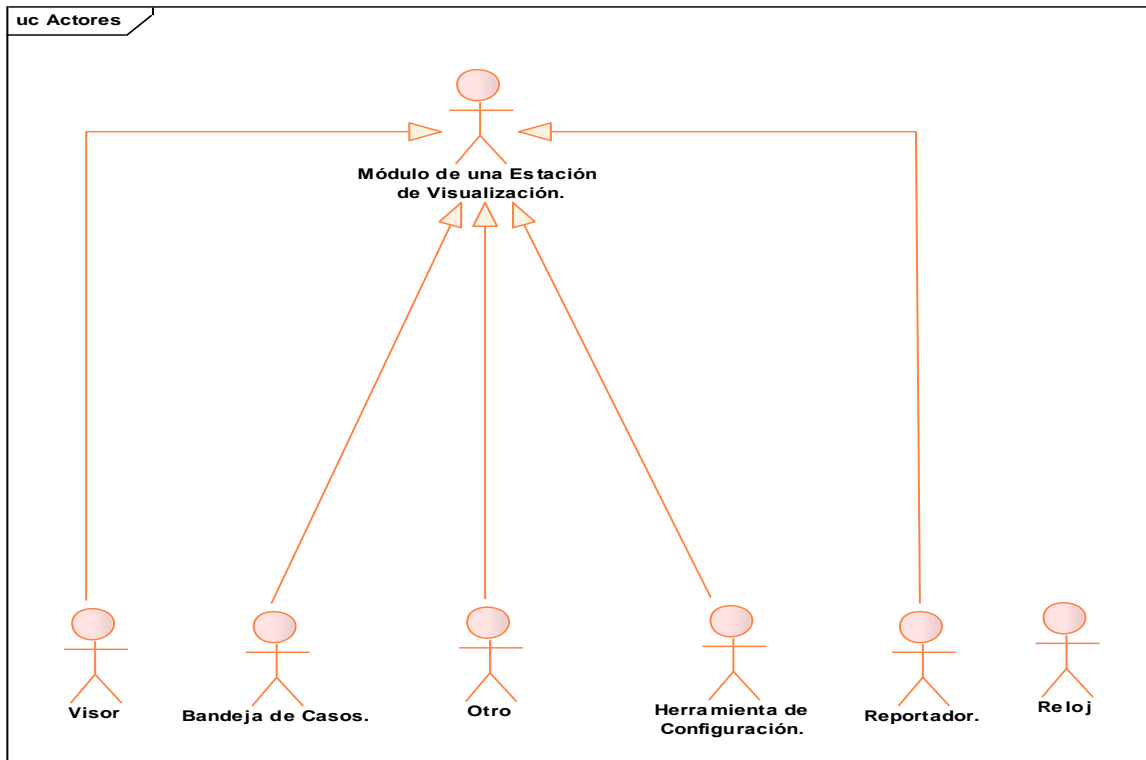 uc Actores
Módulo de una Estación
de Visualización.
Visor
Bandeja de Casos.
Otro
Herramienta de
Configuración.
Reportador.
Reloj